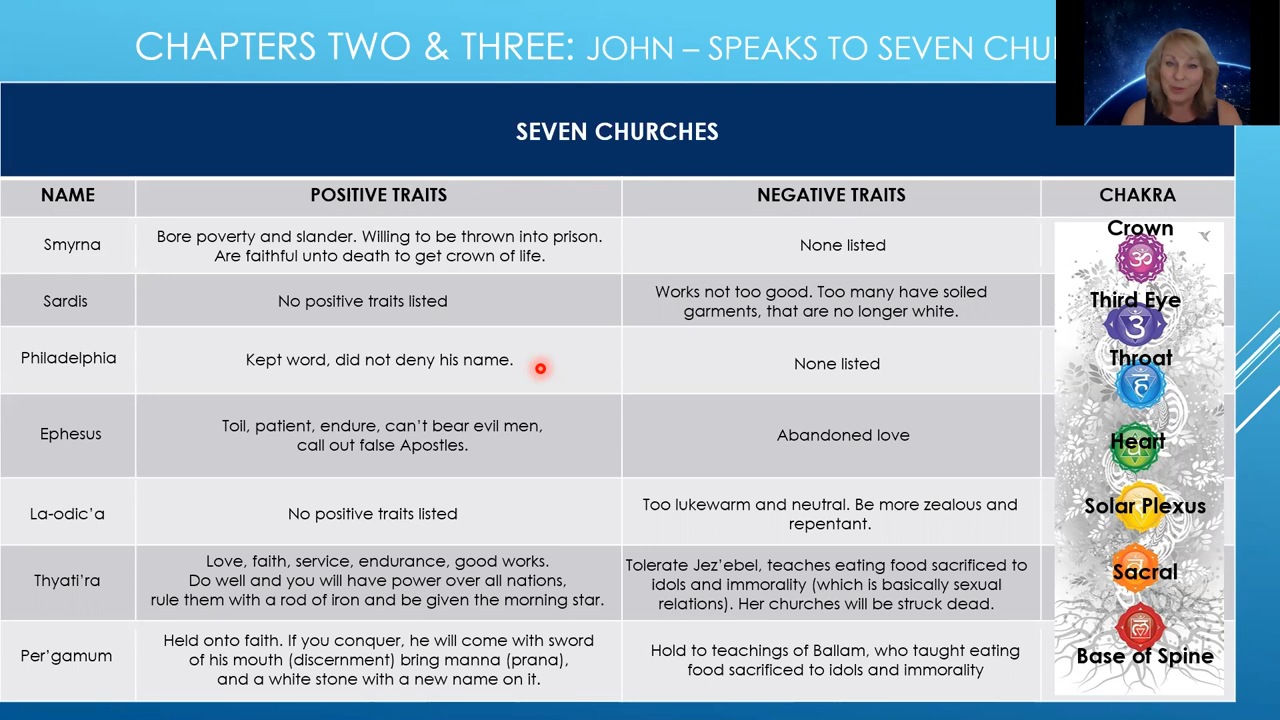 CHAPTERS TWO & THREE: JOHN – SPEAKS TO SEVEN
SEVEN CHURCHES
NAME
POSITIVE TRAITS
NEGATIVE TRAITS
CHAKRA
Smyrna
Bore poverty and slander. Willing to be thrown into prison.
Are faithful unto death to get crown of life.
None listed
Crown
Sardis
No positive traits listed
Works not too good. Too many have soiled
garments, that are no longer white.
Third Eye
Philadelphia
Kept word, did not deny his name.
None listed
Throat
Ephesus
Toil, patient, endure, can't bear evil men,
call out false Apostles.
Abandoned love
Heart
La-odic'a
No positive traits listed
Too lukewarm and neutral. Be more zealous and
repentant.
Solar Plexus
Thyati'ra
Love, faith, service, endurance, good works.
Do well and you will have power over all nations,
rule them with a rod of iron and be given the morning star.
Tolerate Jez'ebel, teaches eating food sacrificed to
idols and immorality (which is basically sexual
relations). Her churches will be struck dead.
Sacral
Per'gamum
Held onto faith. If you conquer, he will come with sword
of his mouth (discernment) bring manna (prana),
and a white stone with a new name on it.
Hold to teachings of Ballam, who taught eating
food sacrificed to idols and immorality
Base of Spine